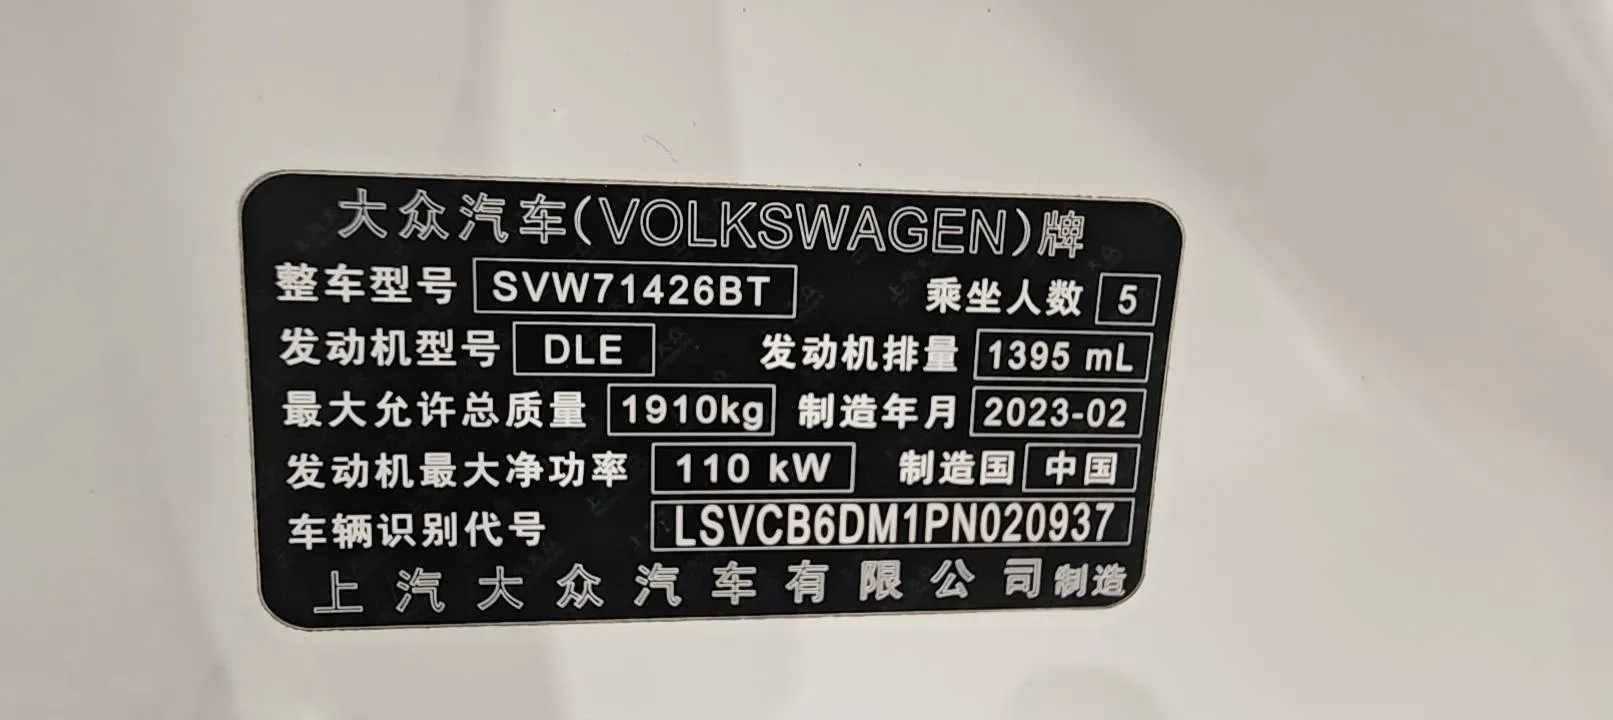 大众汽车(VOLKSWAGEN)牌
整车型号 SVW71426BT 乘坐人数 5
发动机型号 DLE 发动机排量 1395 mL
最大允许总质量 1910kg 制造年月 2023-02
发动机最大净功率 110 kW 制造国 中国
车辆识别代号 LSVCB6DM1PN020937
上汽大众汽车有限公司制造